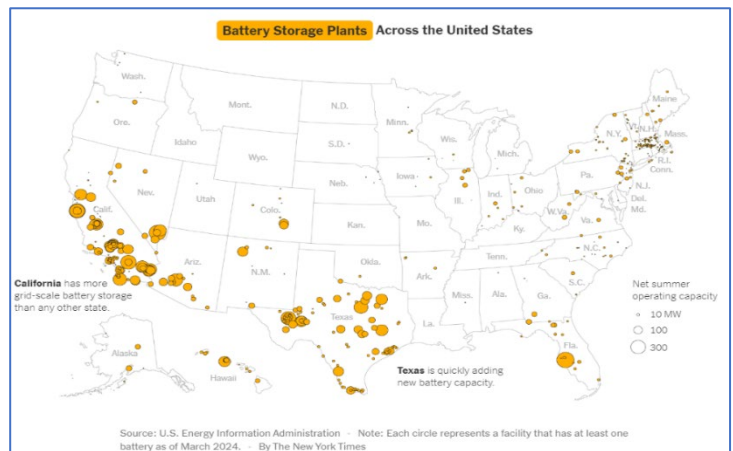 Battery Storage Plants Across the United States
Wash.
Mont.
N.D.
Minn.
Maine
Ore.
Idaho
S.D.
Wis.
Mich.
N.Y.
Vt.
N.H.
Mass.
Wyo.
Iowa
R.I.
Conn.
Nev.
Utah
Neb.
Ill.
Ind.
Ohio
Pa.
N.J.
Calif.
Colo.
Kan.
Mo.
Ky.
W.Va.
Va.
Del.
Md.
Ariz.
N.M.
Okla.
Ark.
Tenn.
N.C.
California has more
grid-scale battery storage
than any other state.
Texas
La.
Miss.
Ala.
Ga.
S.C.
Net summer
operating capacity
10 MW
100
300
Alaska
Hawaii
Fla.
Texas is quickly adding
new battery capacity.
Source: U.S. Energy Information Administration · Note: Each circle represents a facility that has at least one
battery as of March 2024. · By The New York Times